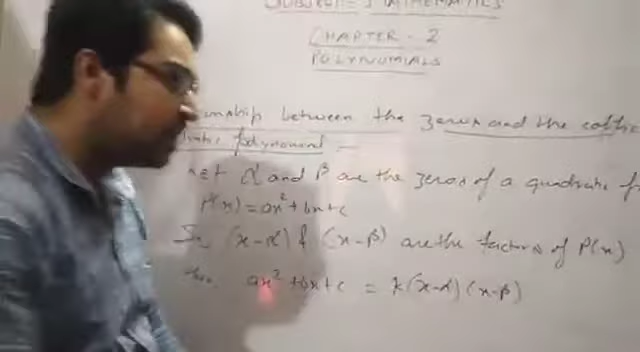 SUBJECT - MATHEMATICS
CHAPTER - 2
POLYNOMIALS
between the zeros and the
Polynomial -
Let α and β are the zeros of a quadratic
P(x) = ax² + bx + c
So, (x-α) & (x-β) are the factors of P(x)
ax² + bx + c = k(x-α)(x-β)